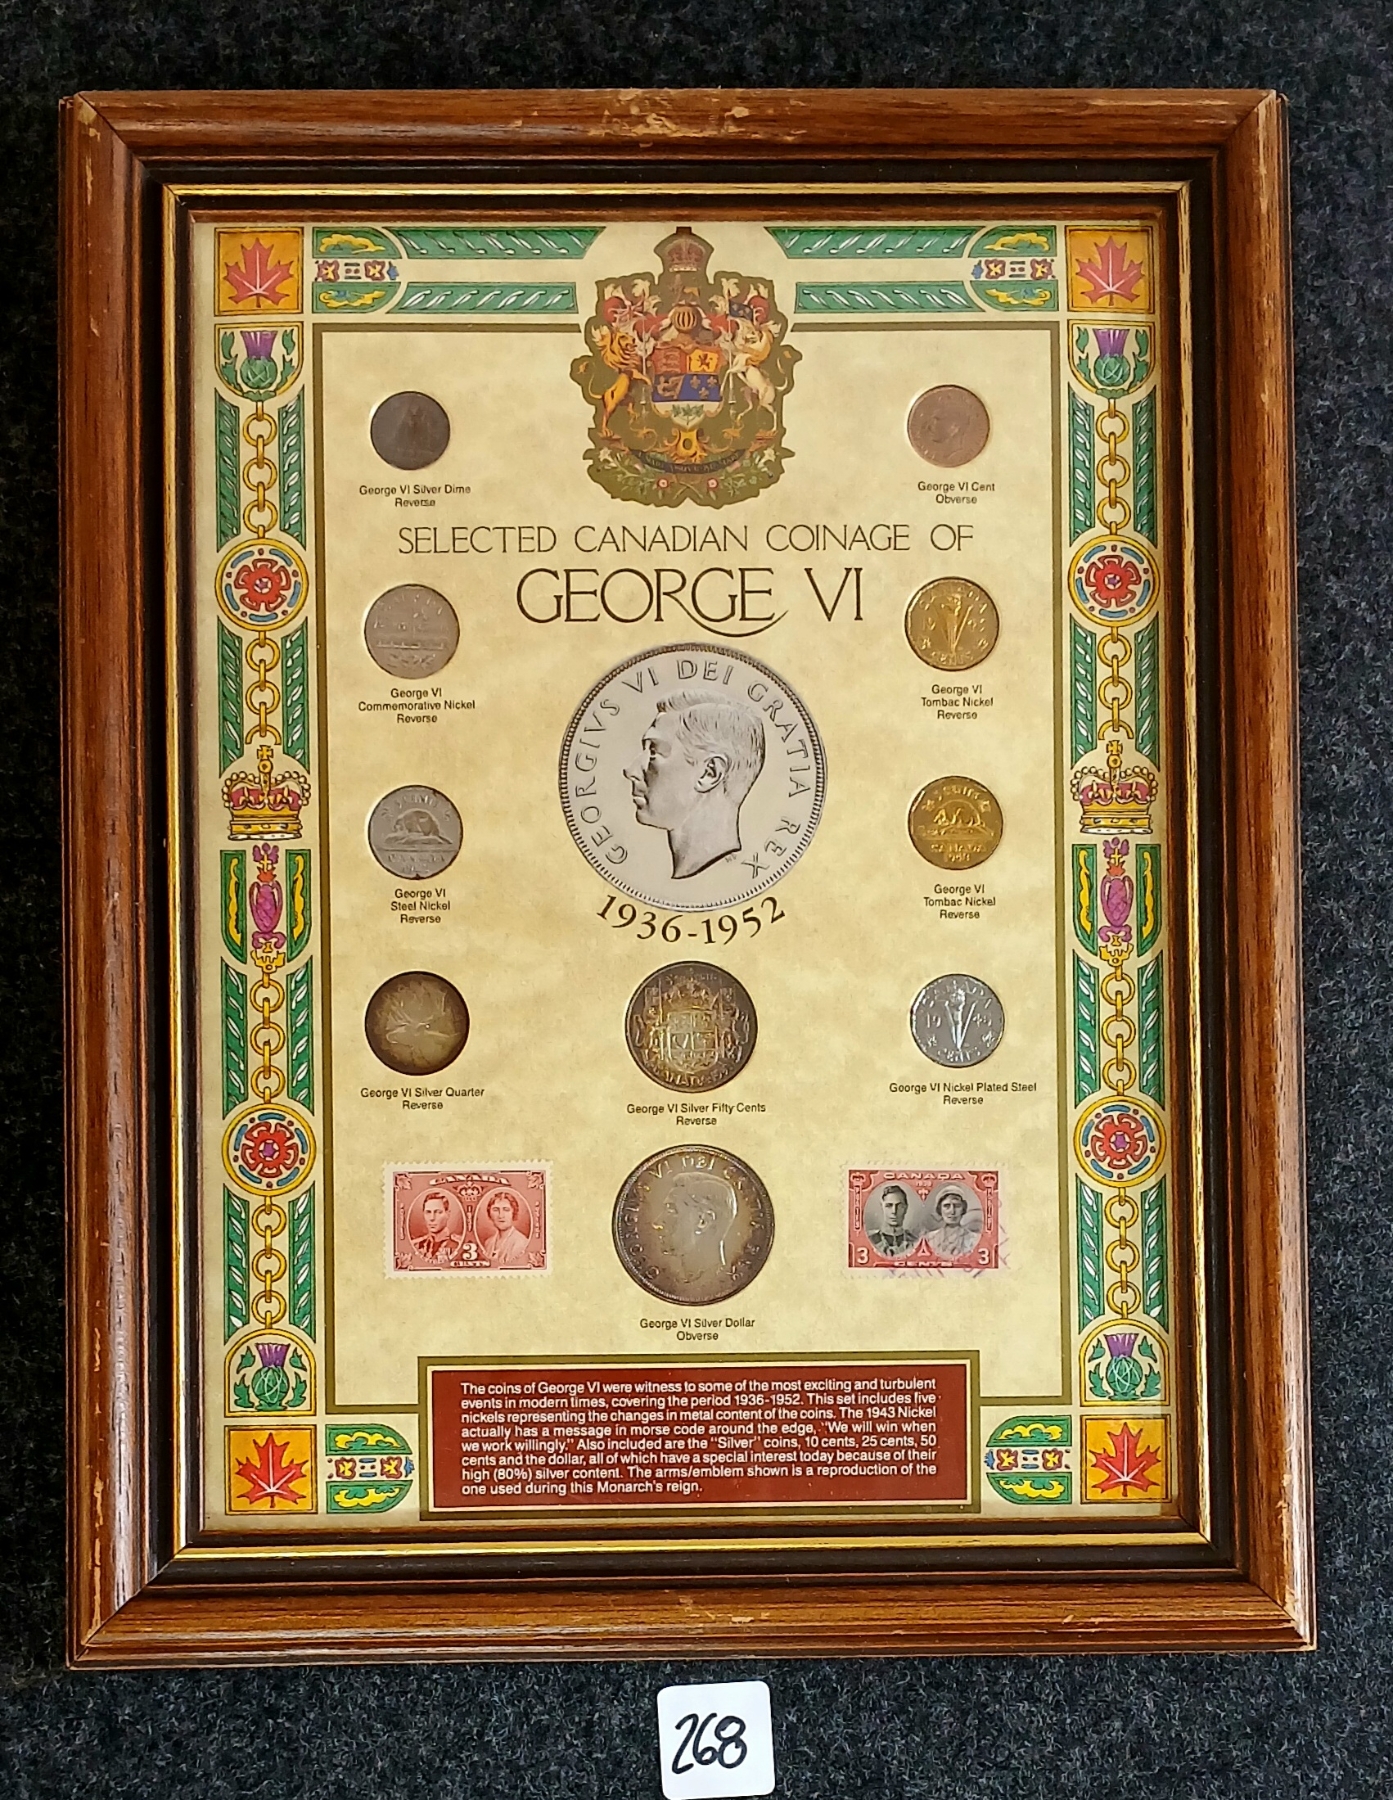 George VI Silver Dime
Reverse
George VI Cent
Obverse
SELECTED CANADIAN COINAGE OF
GEORGE VI
George VI
Commemorative Nickel
Reverse
George VI
Tombac Nickel
Reverse
GEORGIVS VI DEI GRATIA REX
1936-1952
George VI
Steel Nickel
Reverse
CANADA
George VI
Tombac Nickel
Reverse
George VI Silver Quarter
Reverse
George VI Silver Fifty Cents
Reverse
CANADA
1945
CENTS
George VI Nickel Plated Steel
Reverse
CANADA
3
CENTS
George VI Silver Dollar
Obverse
CANADA
3 3
CENTS
The coins of George VI were witness to some of the most exciting and turbulent
events in modern times, covering the period 1936-1952. This set includes five
nickels representing the changes in metal content of the coins. The 1943 Nickel
actually has a message in morse code around the edge, "We will win when
we work willingly." Also included are the "Silver" coins, 10 cents, 25 cents, 50
cents and the dollar, all of which have a special interest today because of their
high (80%) silver content. The arms/emblem shown is a reproduction of the
one used during this Monarch's reign.
268